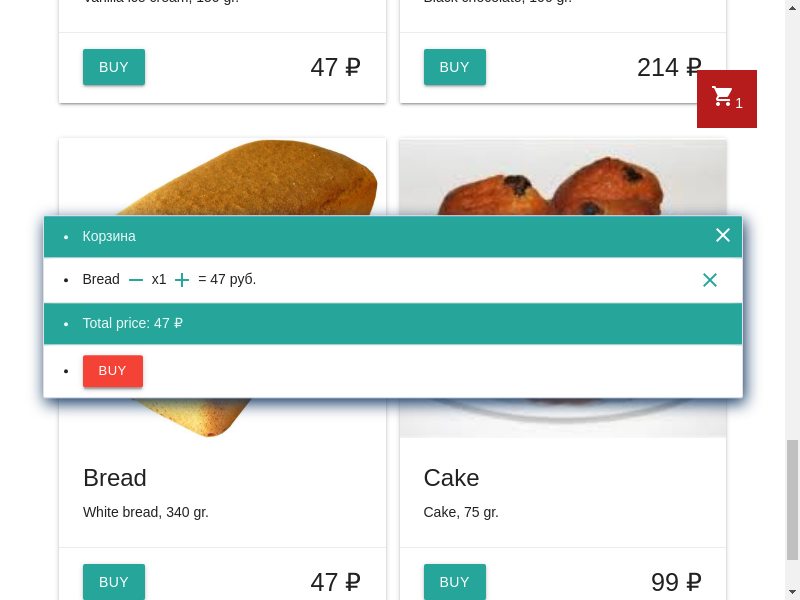 Vanilla ice cream, 150 gr.
Black chocolate, 100 gr.
BUY 47 ₽
BUY 214 ₽
1
Корзина
Bread x1 = 47 руб.
Total price: 47 ₽
BUY
Bread
White bread, 340 gr.
Cake
Cake, 75 gr.
BUY 47 ₽
BUY 99 ₽